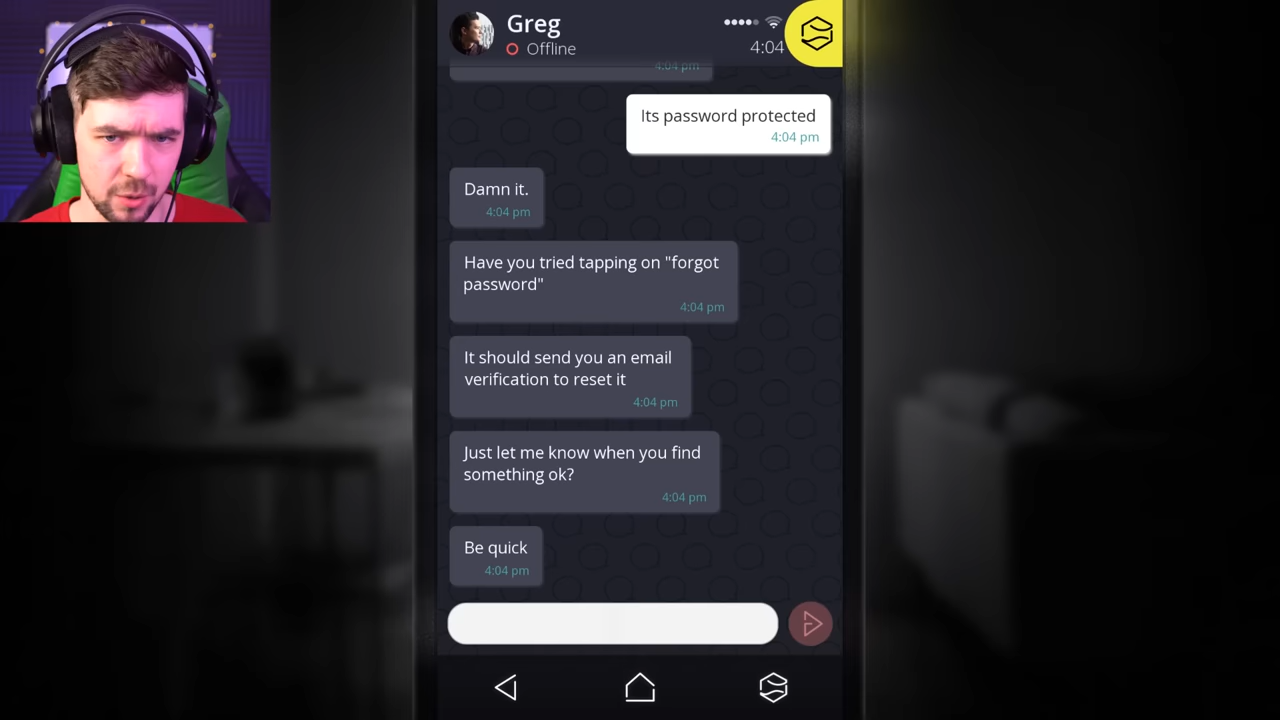 Greg
Offline
4:04
4:04 pm
Its password protected
4:04 pm
Damn it.
4:04 pm
Have you tried tapping on "forgot
password"
4:04 pm
It should send you an email
verification to reset it
4:04 pm
Just let me know when you find
something ok?
4:04 pm
Be quick
4:04 pm